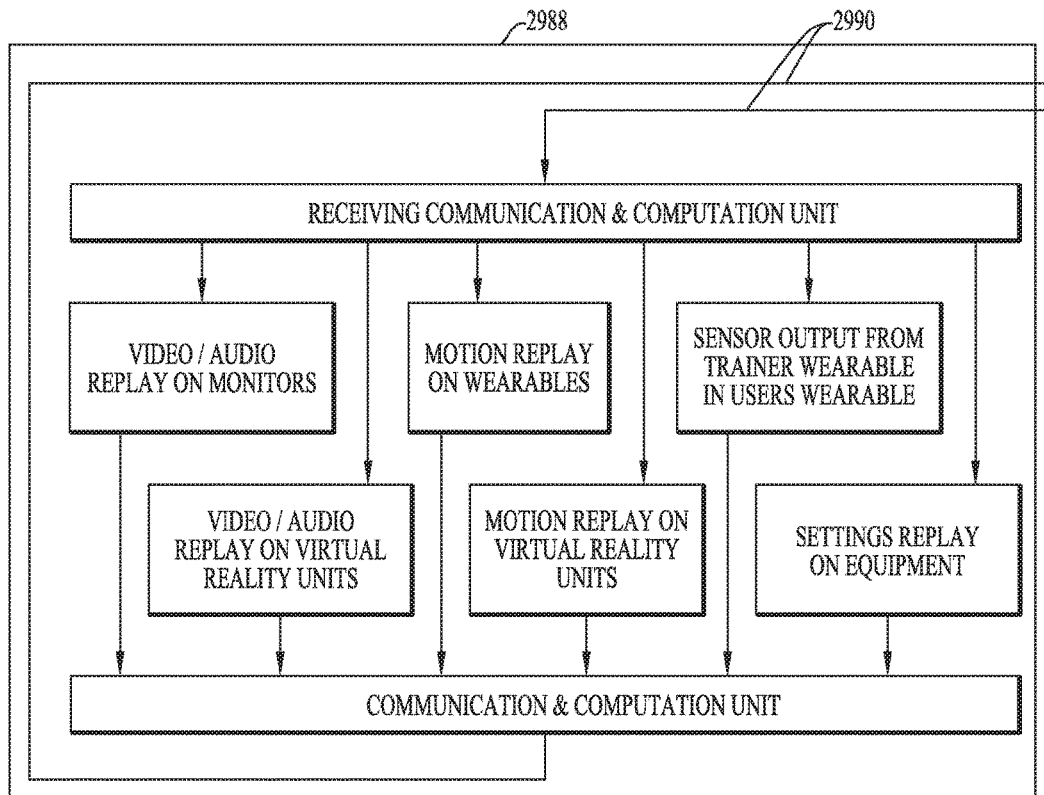 2988
2990
RECEIVING COMMUNICATION & COMPUTATION UNIT
VIDEO / AUDIO
REPLAY ON MONITORS
MOTION REPLAY
ON WEARABLES
SENSOR OUTPUT FROM
TRAINER WEARABLE
IN USERS WEARABLE
VIDEO / AUDIO
REPLAY ON VIRTUAL
REALITY UNITS
MOTION REPLAY ON
VIRTUAL REALITY
UNITS
SETTINGS REPLAY
ON EQUIPMENT
COMMUNICATION & COMPUTATION UNIT